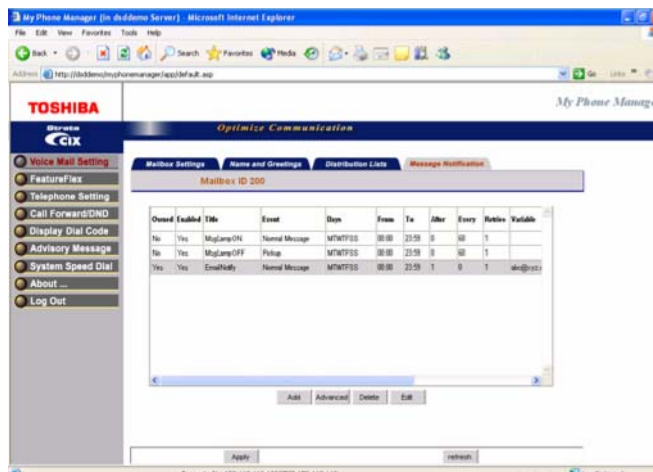 My Phone Manager (in dsddemo Server) - Microsoft Internet Explorer
File Edit View Favorites Tools Help
Back Search Favorites Media
Address http://dsddemo/myphonemanager/app/default.asp Go Links
TOSHIBA
My Phone Manag
Strata CIX
Optimize Communication
Voice Mail Setting
FeatureFlex
Telephone Setting
Call Forward/DND
Display Dial Code
Advisory Message
System Speed Dial
About ...
Log Out
Mailbox Settings Name and Greetings Distribution Lists Message Notification
Mailbox ID 200
Owned Enabled Title Event Days From To After Every Retries Variable
No Yes MsgLampON Normal Message MTWTFSS 00:00 23:59 0 60 1
No Yes MsgLampOFF Pickup MTWTFSS 00:00 23:59 0 60 1
Yes Yes EmailNotify Normal Message MTWTFSS 00:00 23:59 1 0 1 abc@xyz.
Add Advanced Delete Edit
Apply refresh